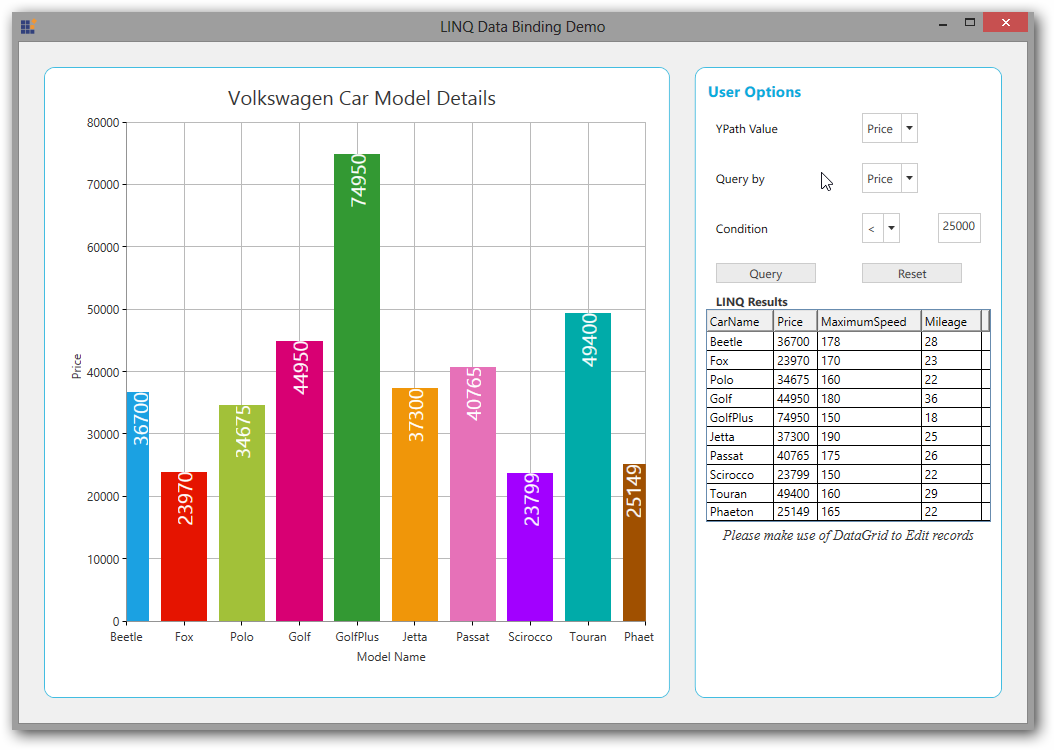 LINQ Data Binding Demo
Volkswagen Car Model Details
80000
70000
60000
50000
40000
30000
20000
10000
0
Price
36700
23970
34675
44950
74950
37300
40765
23799
49400
25149
Beetle Fox Polo Golf GolfPlus Jetta Passat Scirocco Touran Phaet
Model Name
User Options
YPath Value Price
Query by Price
Condition < 25000
Query Reset
LINQ Results
CarName Price MaximumSpeed Mileage
Beetle 36700 178 28
Fox 23970 170 23
Polo 34675 160 22
Golf 44950 180 36
GolfPlus 74950 150 18
Jetta 37300 190 25
Passat 40765 175 26
Scirocco 23799 150 22
Touran 49400 160 29
Phaeton 25149 165 22
Please make use of DataGrid to Edit records